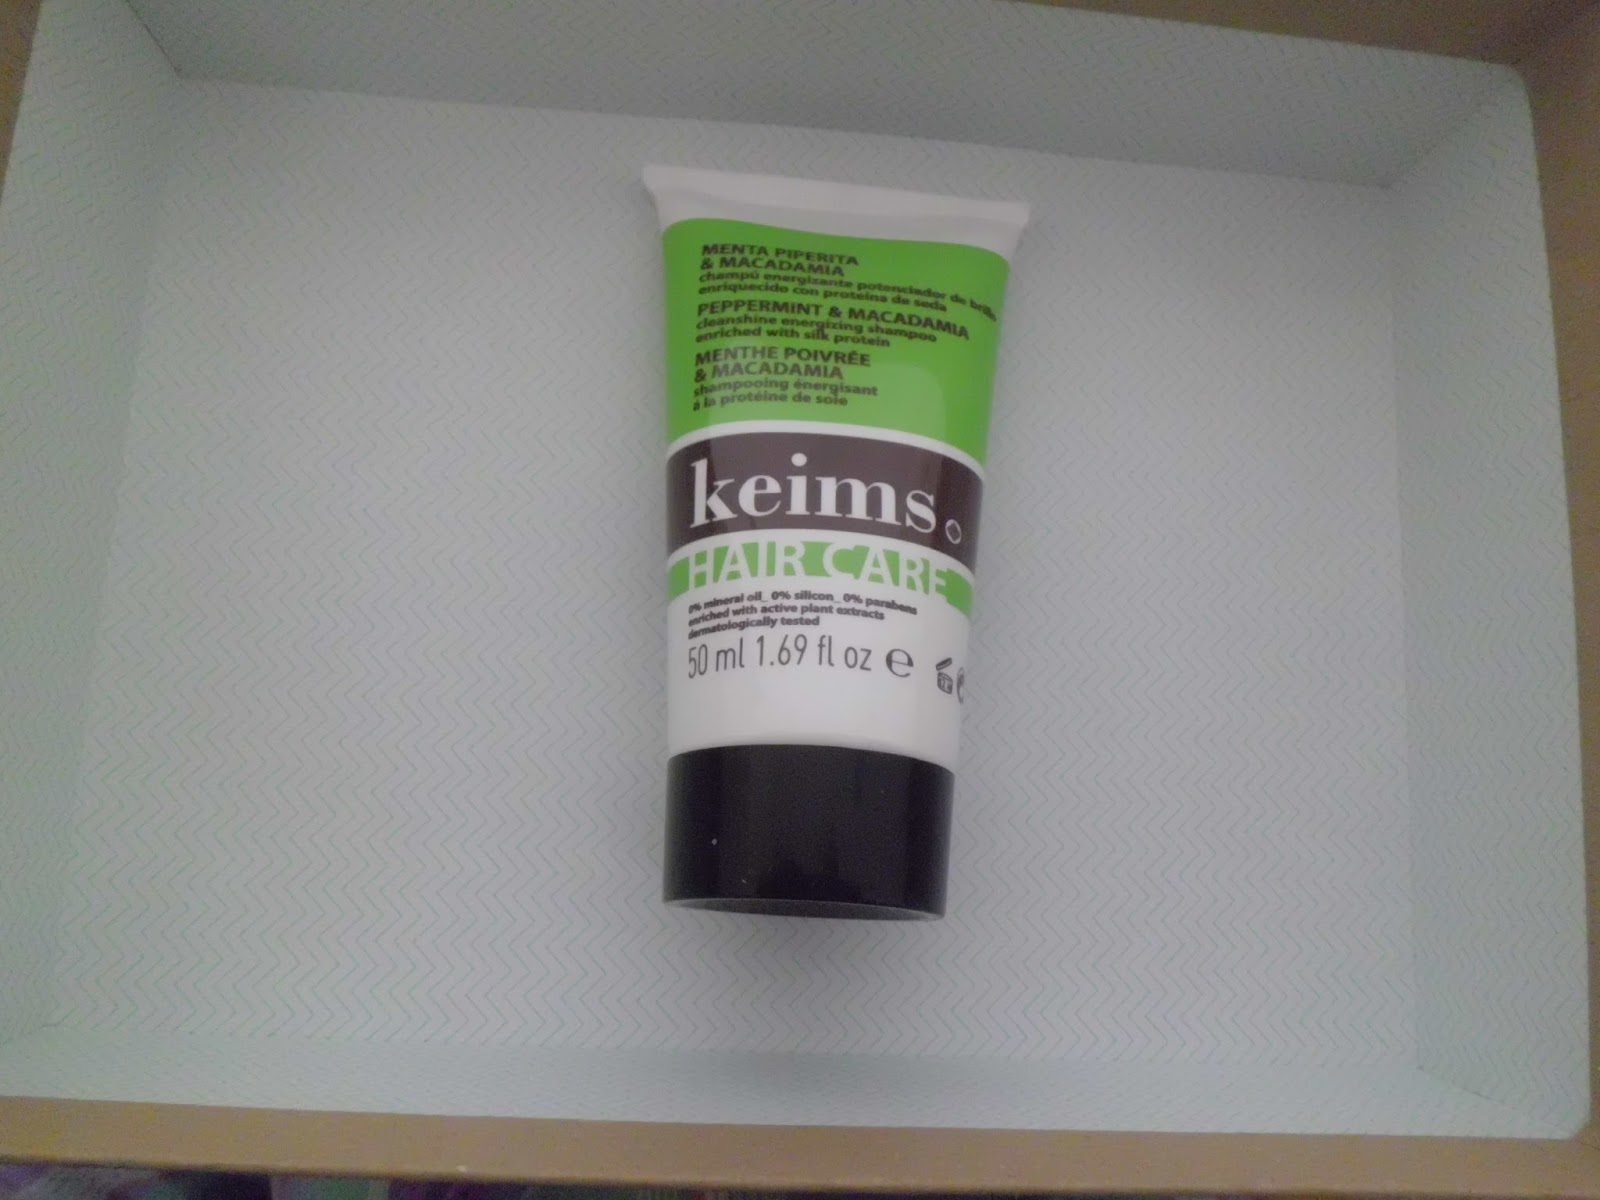 MENTA PIPERITA
& MACADAMIA
champú energizante potenciador de brillo
enriquecido con proteína de seda
PEPPERMINT & MACADAMIA
cleanshine energizing shampoo
enriched with silk protein
MENTHE POIVRÉE
& MACADAMIA
shampooing énergisant
à la protéine de soie
keims
HAIR CARE
0% mineral oil_ 0% silicon_ 0% parabens
enriched with active plant extracts
dermatologically tested
50 ml 1.69 fl oz ℮